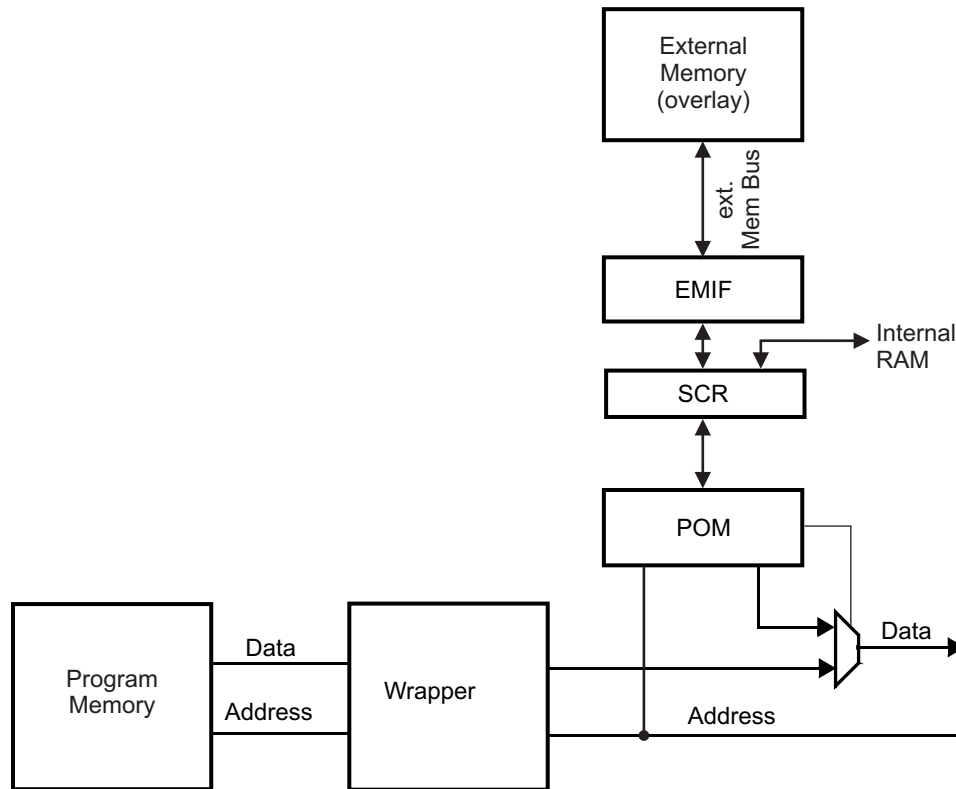 External
Memory
(overlay)
ext.
Mem Bus
EMIF
Internal
RAM
SCR
POM
Data
Data
Program
Memory
Wrapper
Address
Address